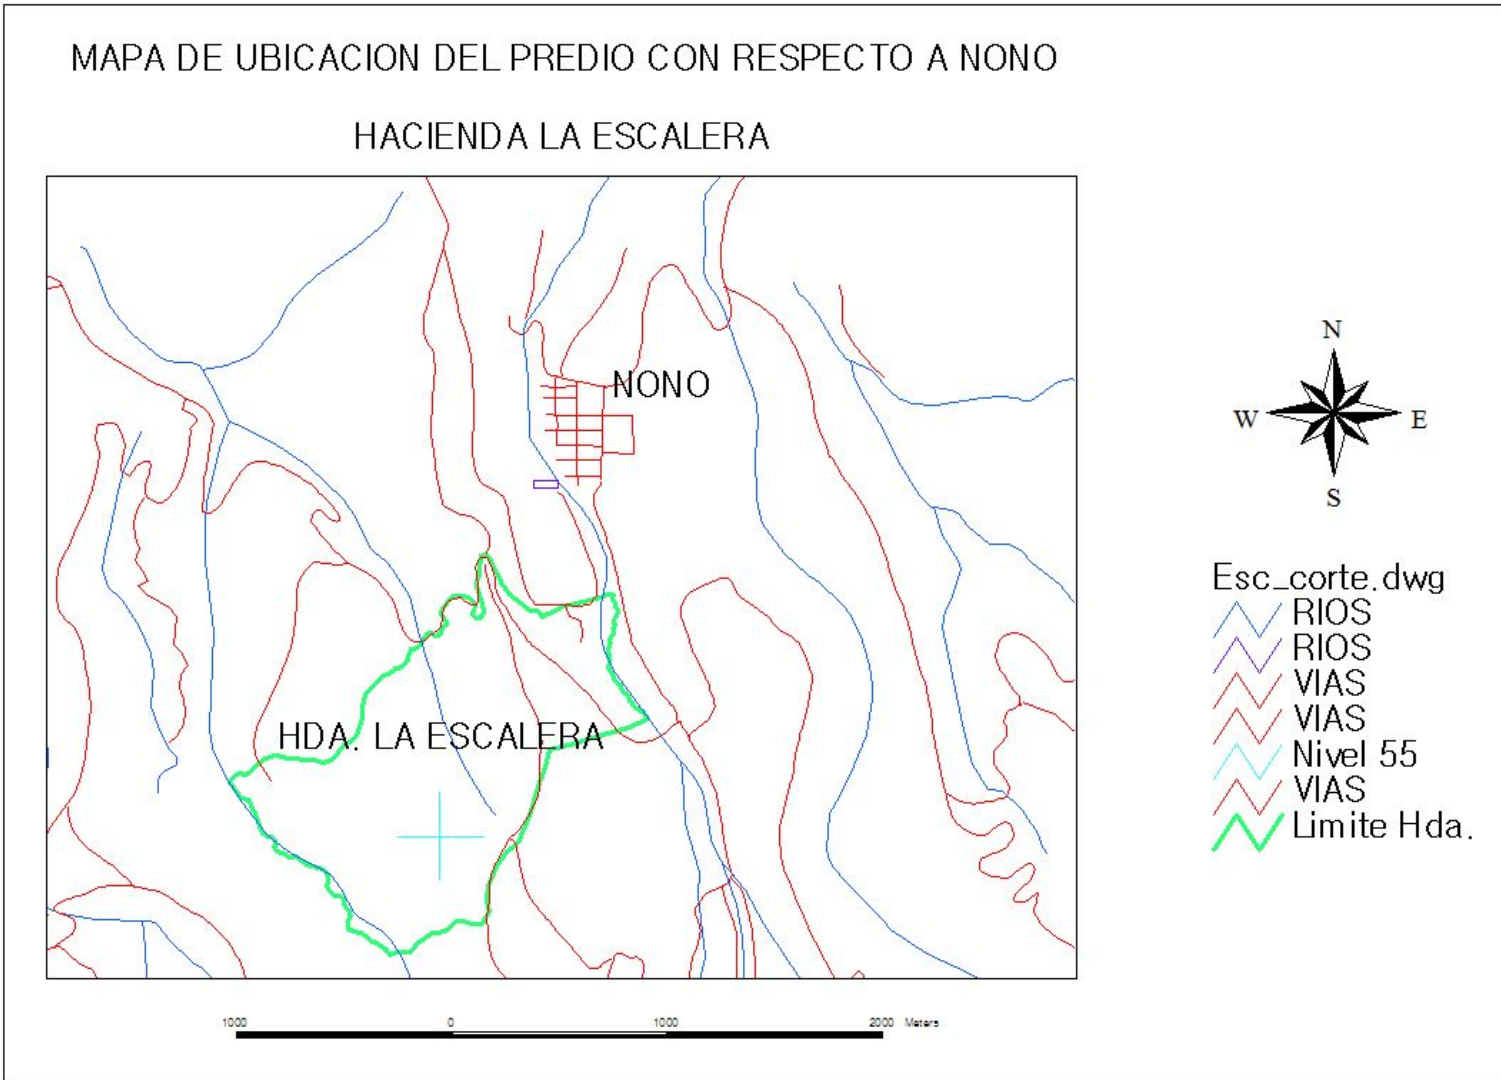 MAPA DE UBICACION DEL PREDIO CON RESPECTO A NONO
HACIENDA LA ESCALERA
NONO
HDA. LA ESCALERA
N
W E
S
Esc_corte.dwg
RIOS
RIOS
VIAS
VIAS
Nivel 55
VIAS
Limite Hda.
1000 0 1000 2000 Meters